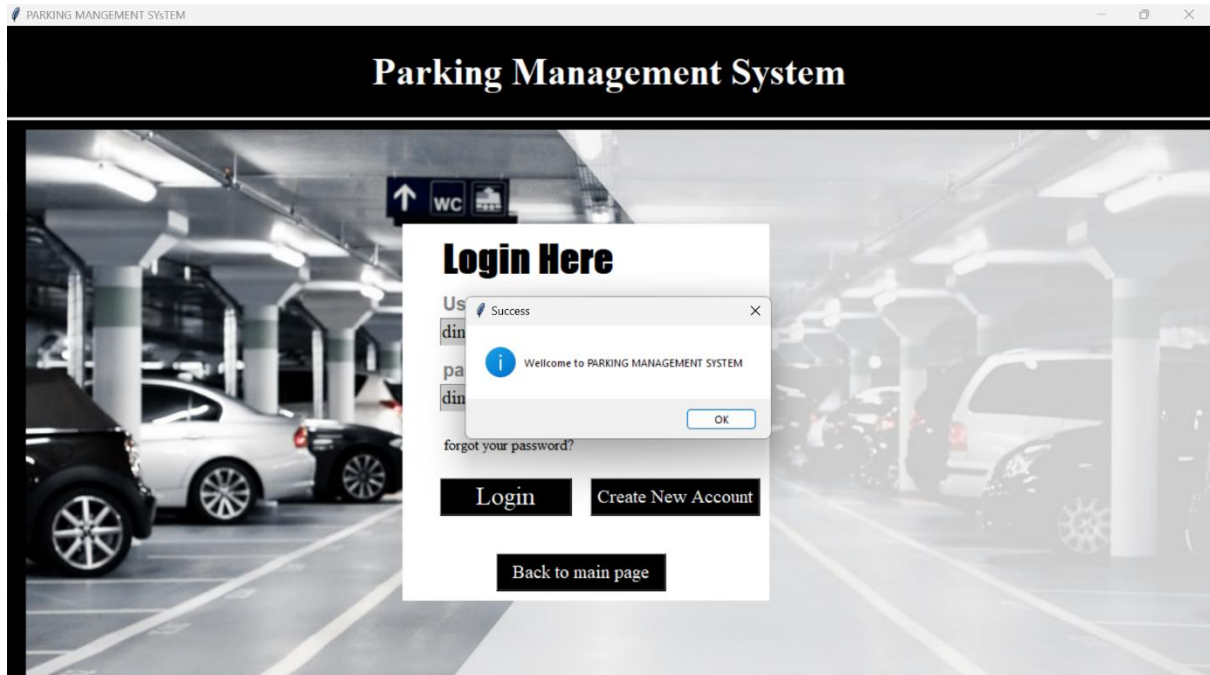 PARKING MANGEMENT SYsTEM
Parking Management System
WC
Login Here
Us
Success
din
Wellcome to PARKING MANAGEMENT SYSTEM
pa
din
OK
forgot your password?
Login
Create New Account
Back to main page